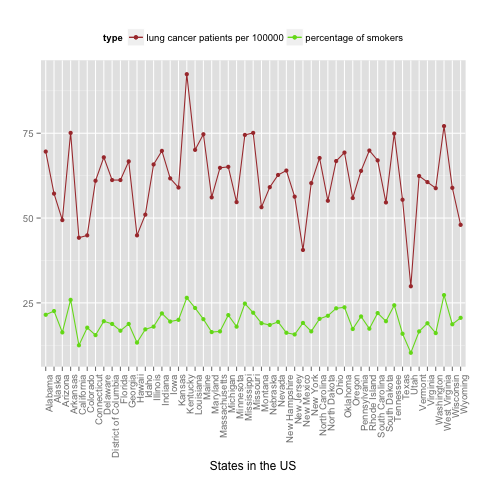 type lung cancer patients per 100000 percentage of smokers
75
50
25
Alabama
Alaska
Arizona
Arkansas
California
Colorado
Connecticut
Delaware
District of Columbia
Florida
Georgia
Hawaii
Idaho
Illinois
Indiana
Iowa
Kansas
Kentucky
Louisiana
Maine
Maryland
Massachusetts
Michigan
Minnesota
Mississippi
Missouri
Montana
Nebraska
Nevada
New Hampshire
New Jersey
New Mexico
New York
North Carolina
North Dakota
Ohio
Oklahoma
Oregon
Pennsylvania
Rhode Island
South Carolina
South Dakota
Tennessee
Texas
Utah
Vermont
Virginia
Washington
West Virginia
Wisconsin
Wyoming
States in the US